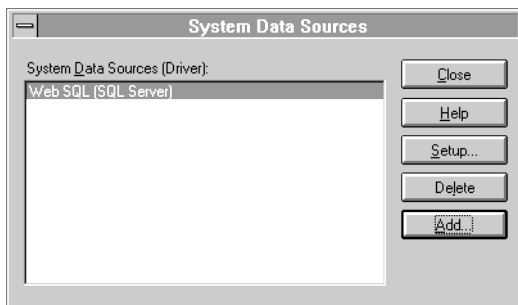 System Data Sources
System Data Sources (Driver):
Web SQL (SQL Server)
Close
Help
Setup...
Delete
Add...